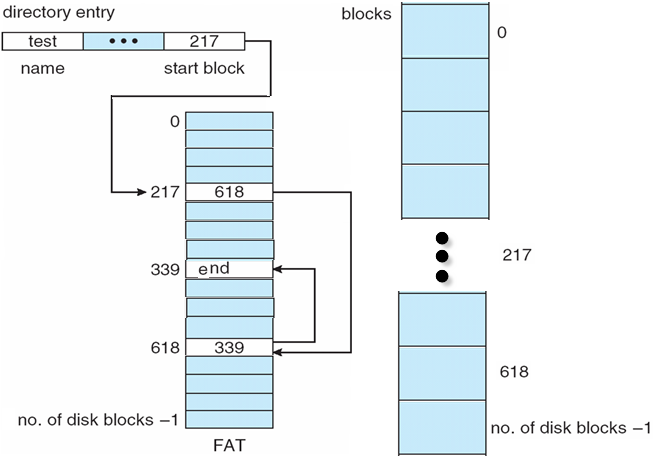 directory entry
test ••• 217
name start block
0
217 618
339 end
618 339
no. of disk blocks –1
FAT
blocks
0
217
618
no. of disk blocks –1